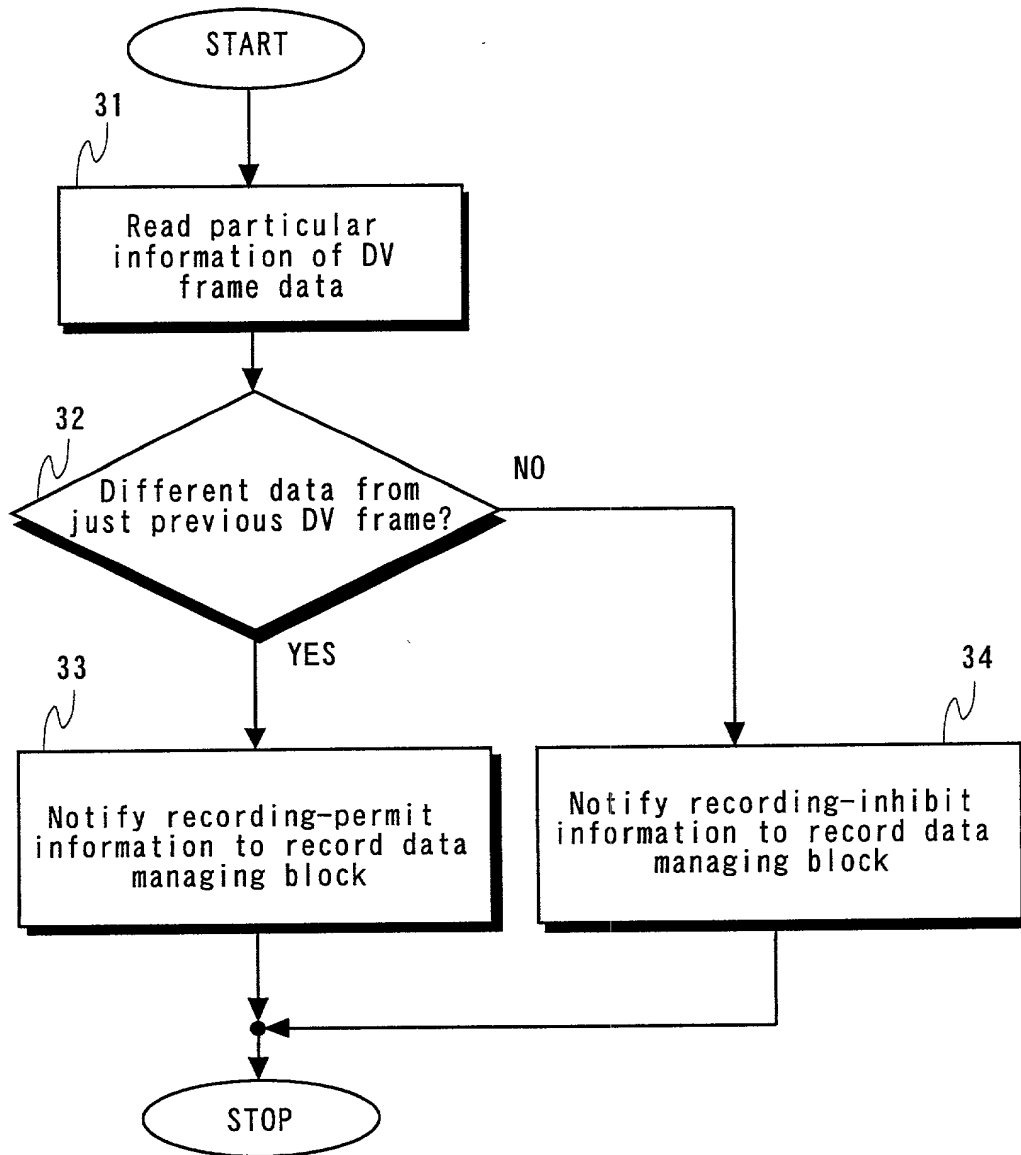 START
31
Read particular
information of DV
frame data
32
Different data from
just previous DV frame?
NO
YES
33
Notify recording-permit
information to record data
managing block
34
Notify recording-inhibit
information to record data
managing block
STOP